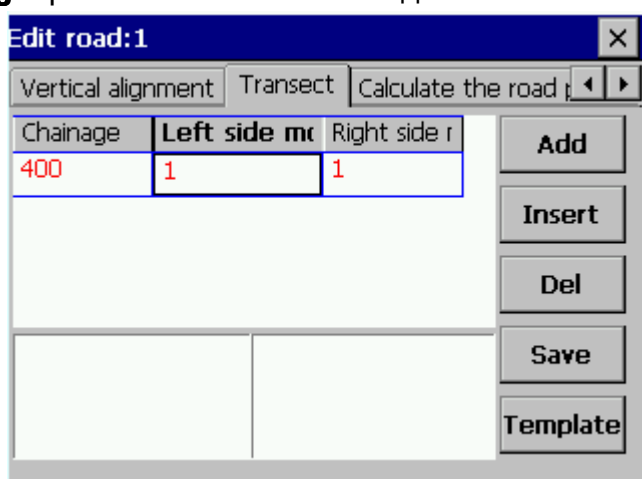 Edit road:1
Vertical alignment Transect Calculate the road
Chainage Left side Right side
400 1 1
Add
Insert
Del
Save
Template